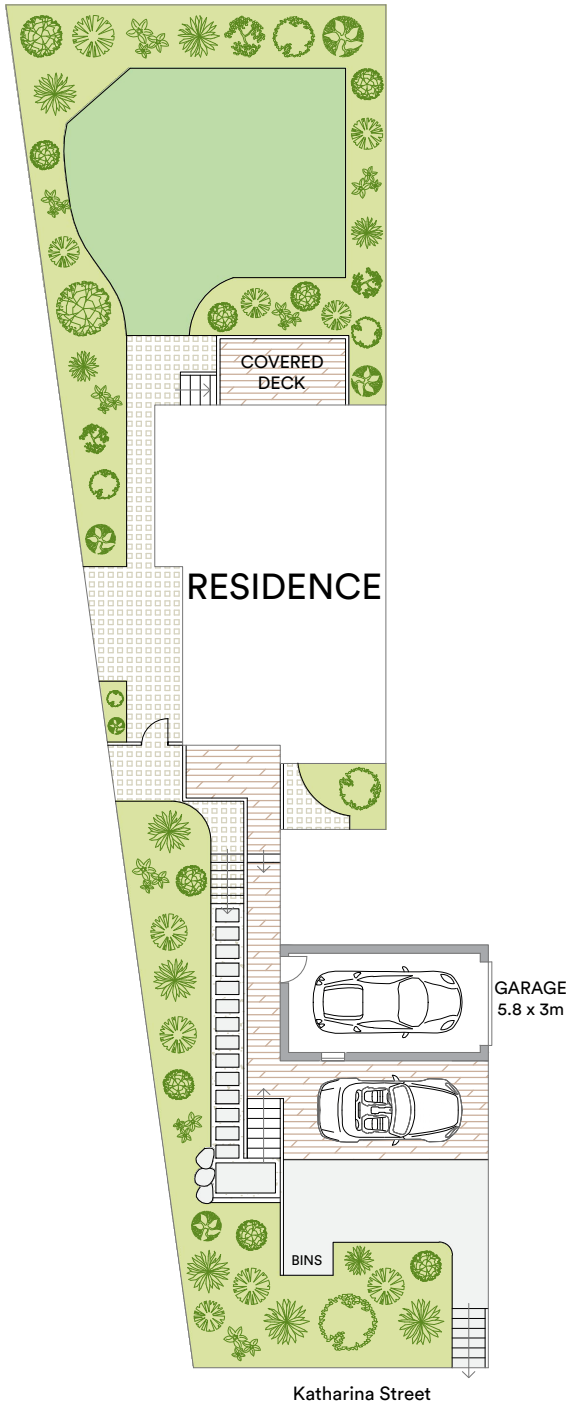 COVERED
DECK
RESIDENCE
GARAGE
5.8 x 3m
BINS
Katharina Street